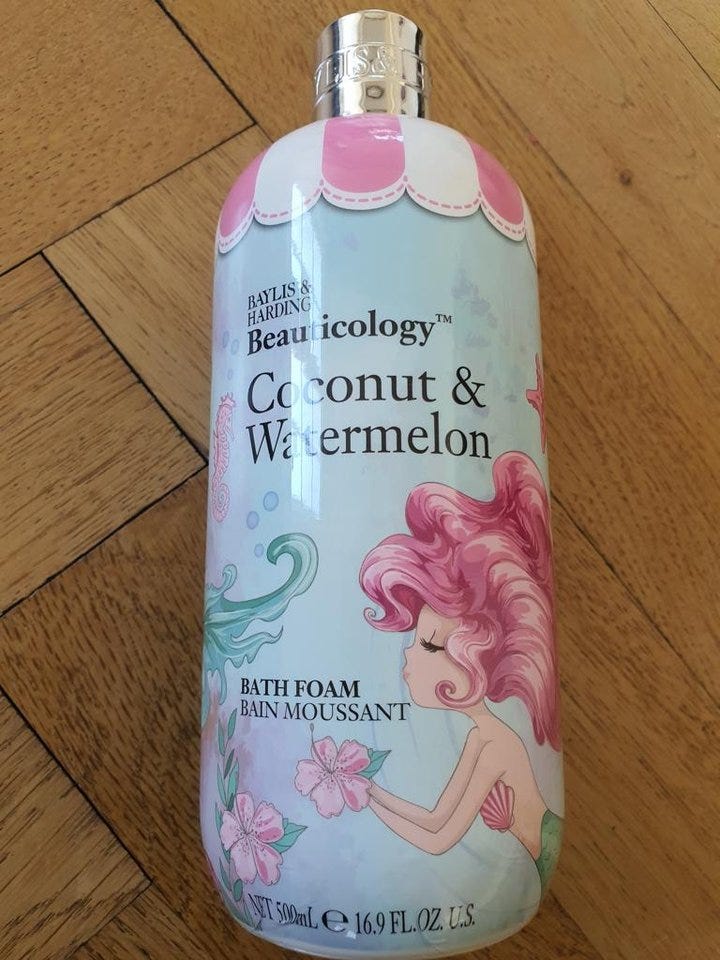 BAYLIS &
HARDING
Beauticology™
Coconut &
Watermelon
BATH FOAM
BAIN MOUSSANT
NET 500mL ℮ 16.9 FL.OZ. U.S.